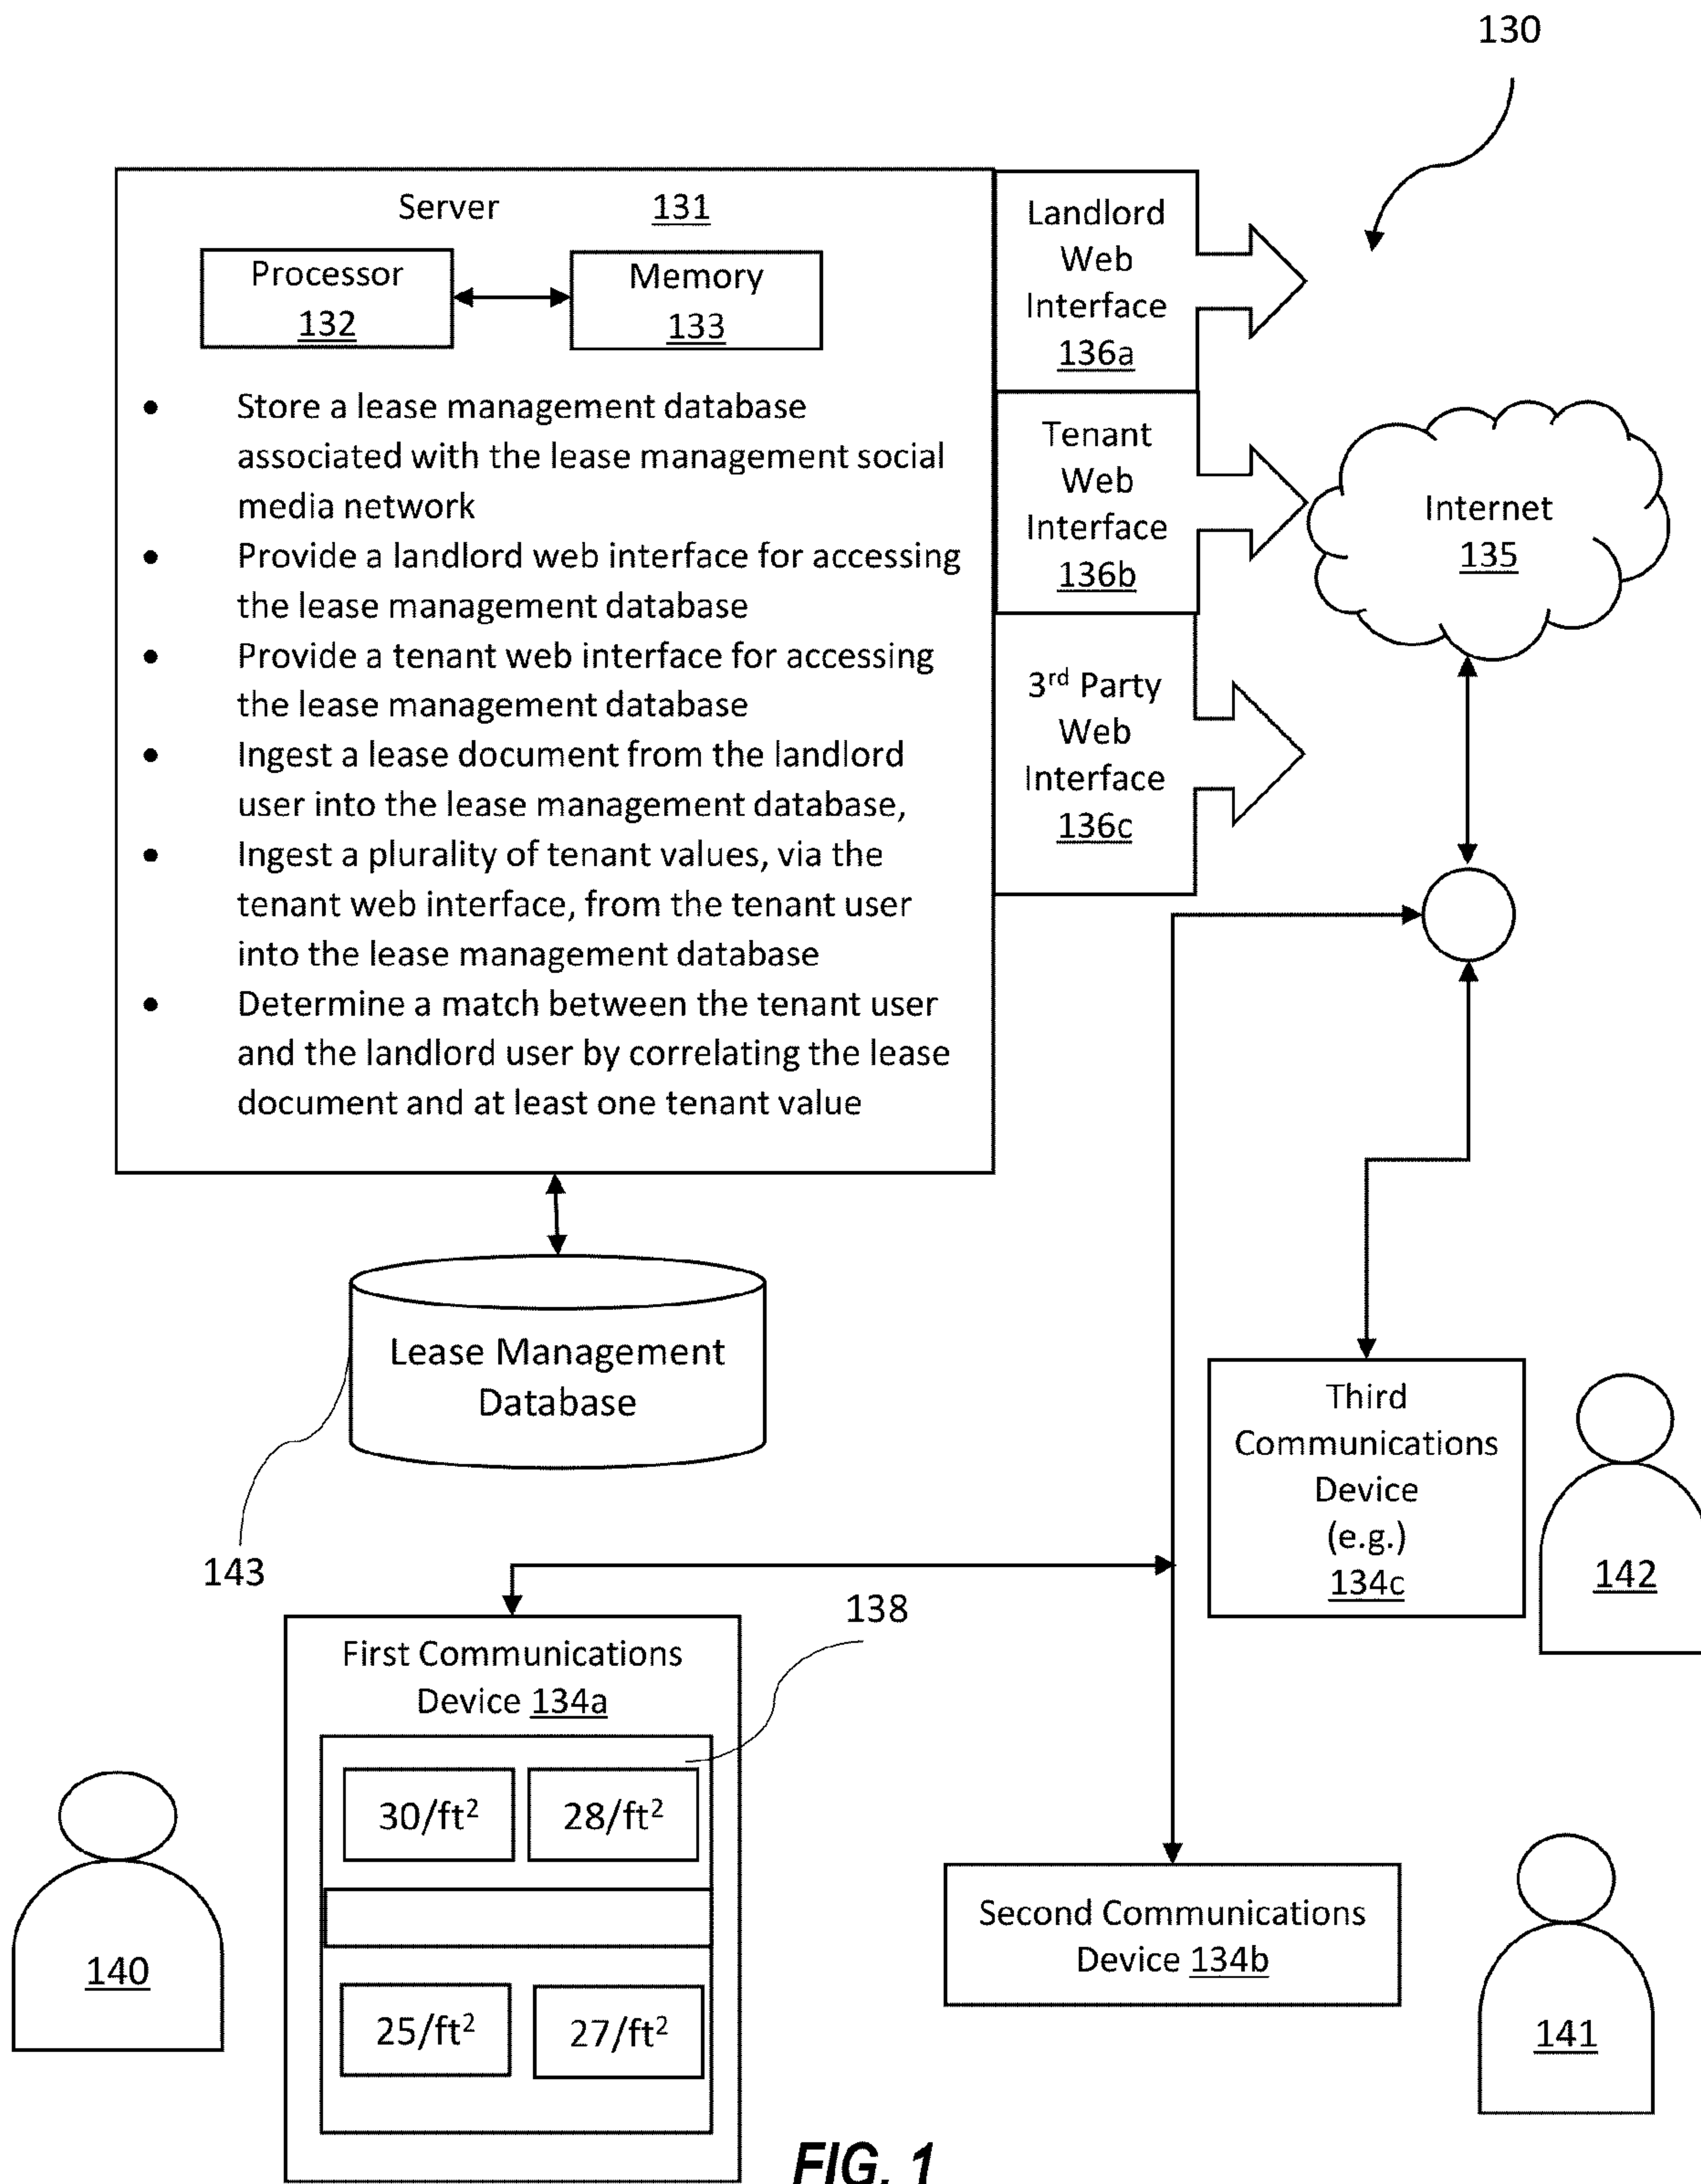 130
Server 131
Processor
132
Memory
133
• Store a lease management database
associated with the lease management social
media network
• Provide a landlord web interface for accessing
the lease management database
• Provide a tenant web interface for accessing
the lease management database
• Ingest a lease document from the landlord
user into the lease management database,
• Ingest a plurality of tenant values, via the
tenant web interface, from the tenant user
into the lease management database
• Determine a match between the tenant user
and the landlord user by correlating the lease
document and at least one tenant value
Landlord
Web
Interface
136a
Tenant
Web
Interface
136b
3rd Party
Web
Interface
136c
Internet
135
Lease Management
Database
143
Third
Communications
Device
(e.g.)
134c
142
138
First Communications
Device 134a
30/ft²
28/ft²
25/ft²
27/ft²
140
Second Communications
Device 134b
141
FIG. 1